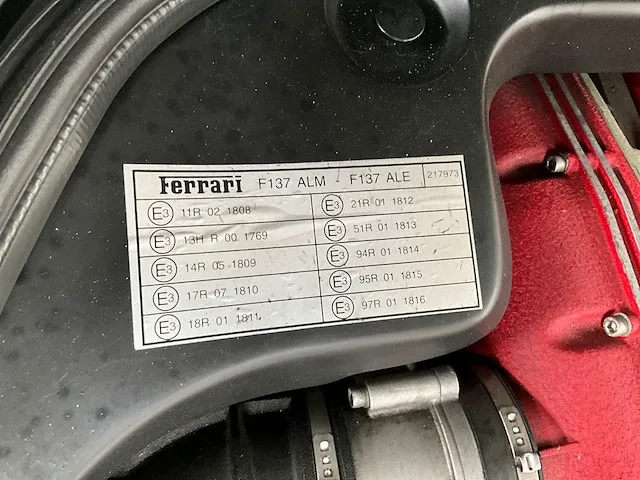 Ferrari F137 ALM - F137 ALE 217973
E3 11R 02 1808
E3 13H R 00 1769
E3 14R 05 1809
E3 17R 07 1810
E3 18R 01 1811
E3 21R 01 1812
E3 51R 01 1813
E3 94R 01 1814
E3 95R 01 1815
E3 97R 01 1816